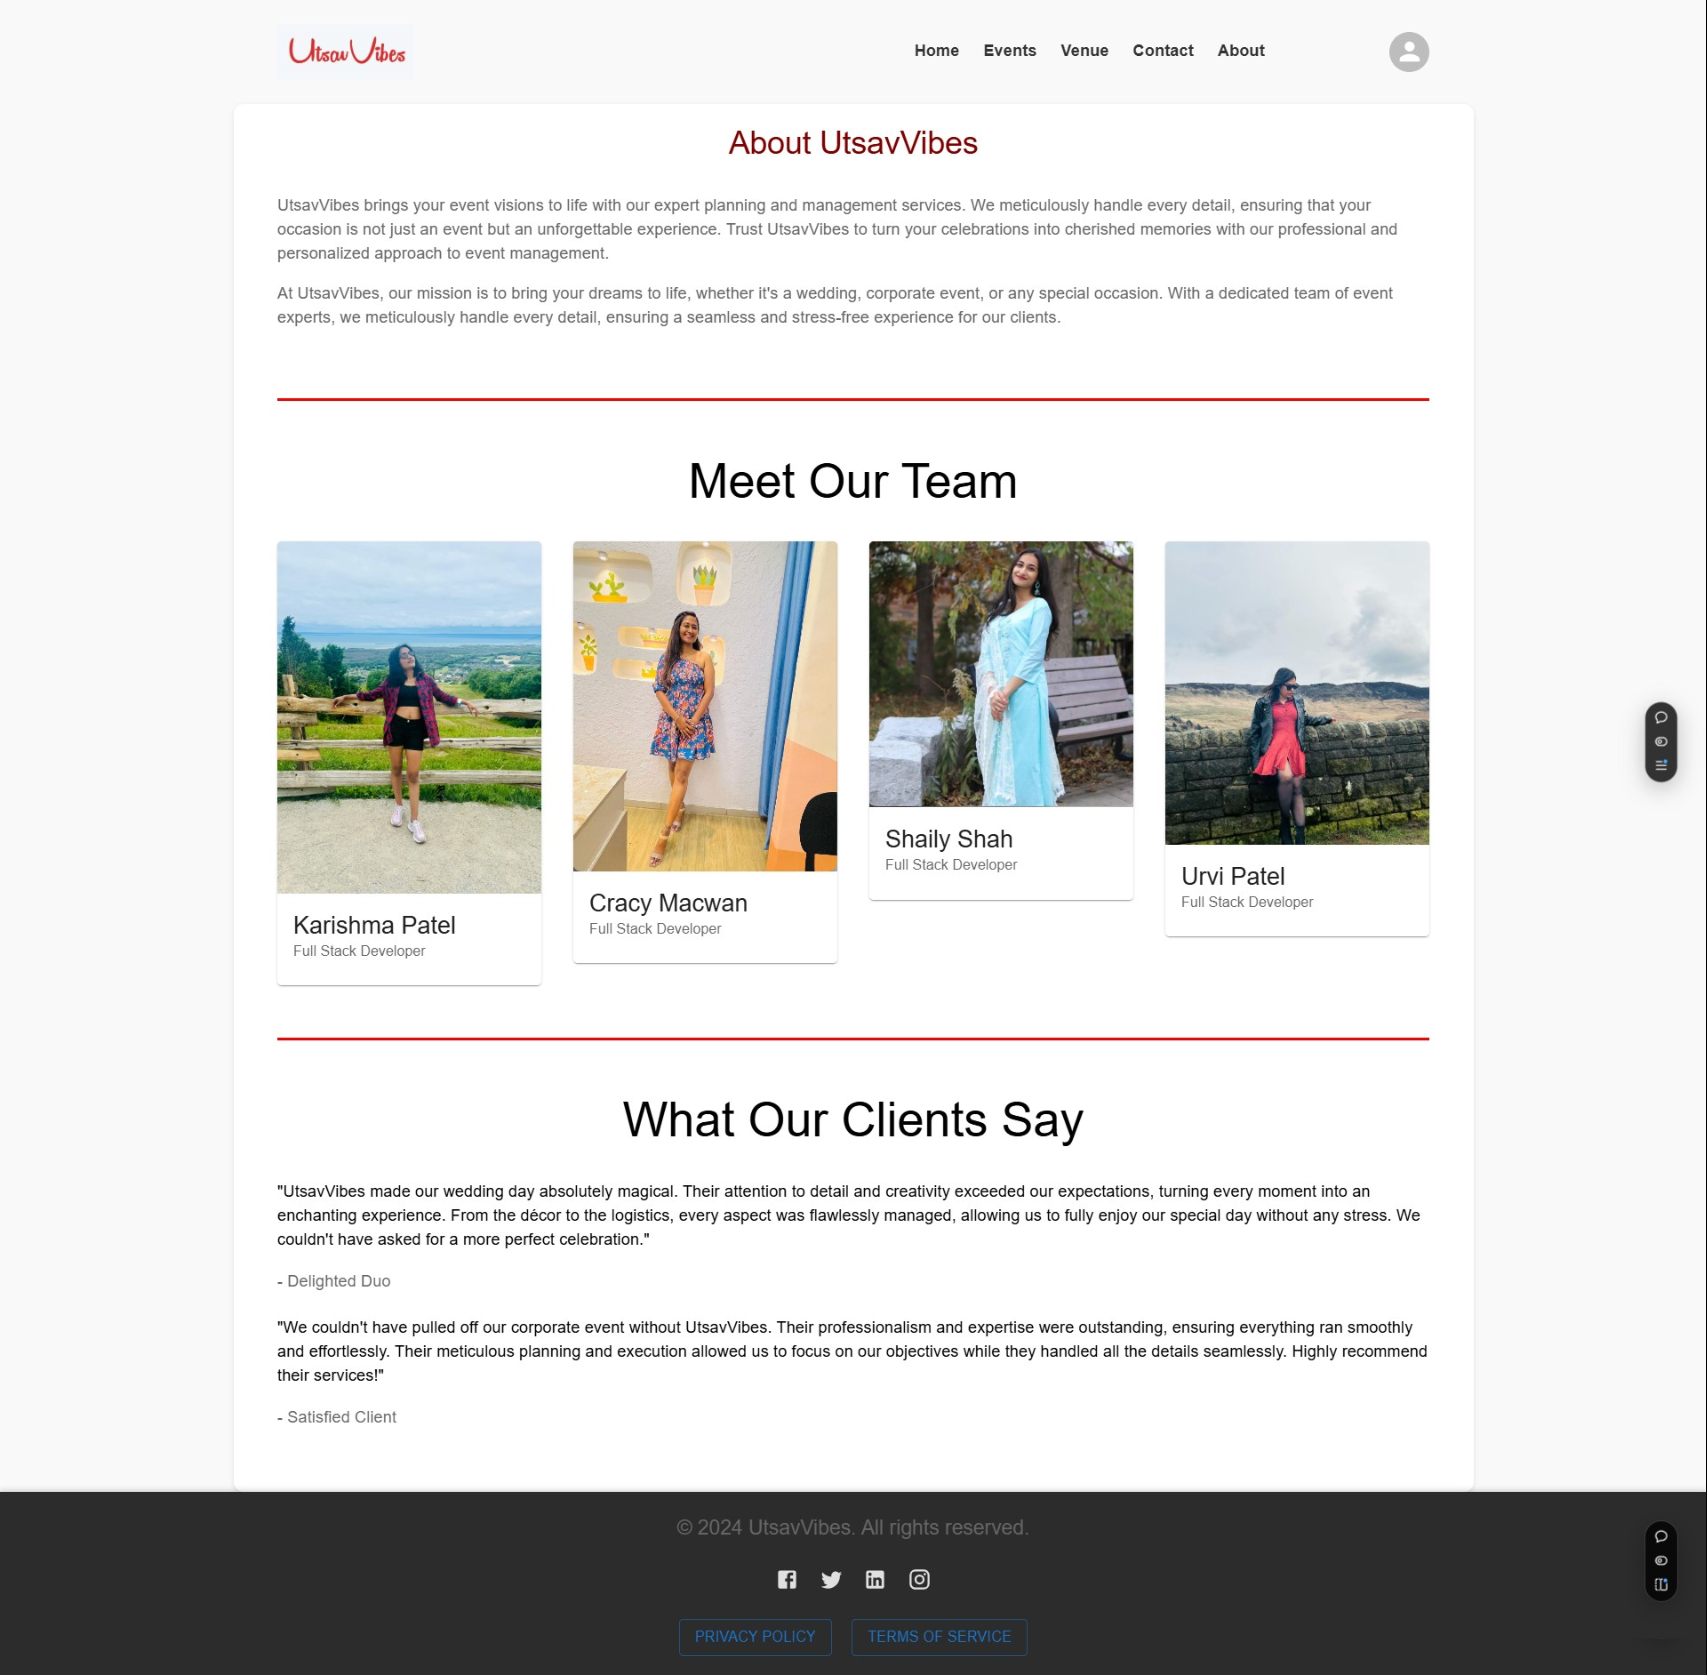 UtsavVibes
Home Events Venue Contact About
About UtsavVibes
UtsavVibes brings your event visions to life with our expert planning and management services. We meticulously handle every detail, ensuring that your
occasion is not just an event but an unforgettable experience. Trust UtsavVibes to turn your celebrations into cherished memories with our professional and
personalized approach to event management.
At UtsavVibes, our mission is to bring your dreams to life, whether it's a wedding, corporate event, or any special occasion. With a dedicated team of event
experts, we meticulously handle every detail, ensuring a seamless and stress-free experience for our clients.
Meet Our Team
Karishma Patel
Full Stack Developer
Cracy Macwan
Full Stack Developer
Shaily Shah
Full Stack Developer
Urvi Patel
Full Stack Developer
What Our Clients Say
"UtsavVibes made our wedding day absolutely magical. Their attention to detail and creativity exceeded our expectations, turning every moment into an
enchanting experience. From the décor to the logistics, every aspect was flawlessly managed, allowing us to fully enjoy our special day without any stress. We
couldn't have asked for a more perfect celebration."
- Delighted Duo
"We couldn't have pulled off our corporate event without UtsavVibes. Their professionalism and expertise were outstanding, ensuring everything ran smoothly
and effortlessly. Their meticulous planning and execution allowed us to focus on our objectives while they handled all the details seamlessly. Highly recommend
their services!"
- Satisfied Client
© 2024 UtsavVibes. All rights reserved.
PRIVACY POLICY TERMS OF SERVICE